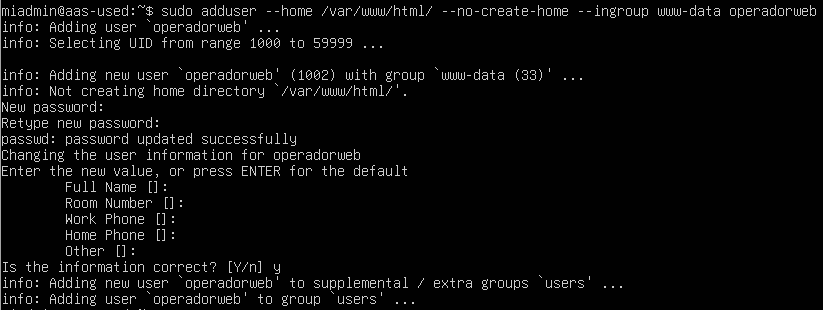 miadmin@aas-used:~$ sudo adduser --home /var/www/html/ --no-create-home --ingroup www-data operadorweb
info: Adding user `operadorweb' ...
info: Selecting UID from range 1000 to 59999 ...
info: Adding new user `operadorweb' (1002) with group `www-data (33)' ...
info: Not creating home directory `/var/www/html/'.
New password:
Retype new password:
passwd: password updated successfully
Changing the user information for operadorweb
Enter the new value, or press ENTER for the default
Full Name []:
Room Number []:
Work Phone []:
Home Phone []:
Other []:
Is the information correct? [Y/n] y
info: Adding new user `operadorweb' to supplemental / extra groups `users' ...
info: Adding user `operadorweb' to group `users' ...